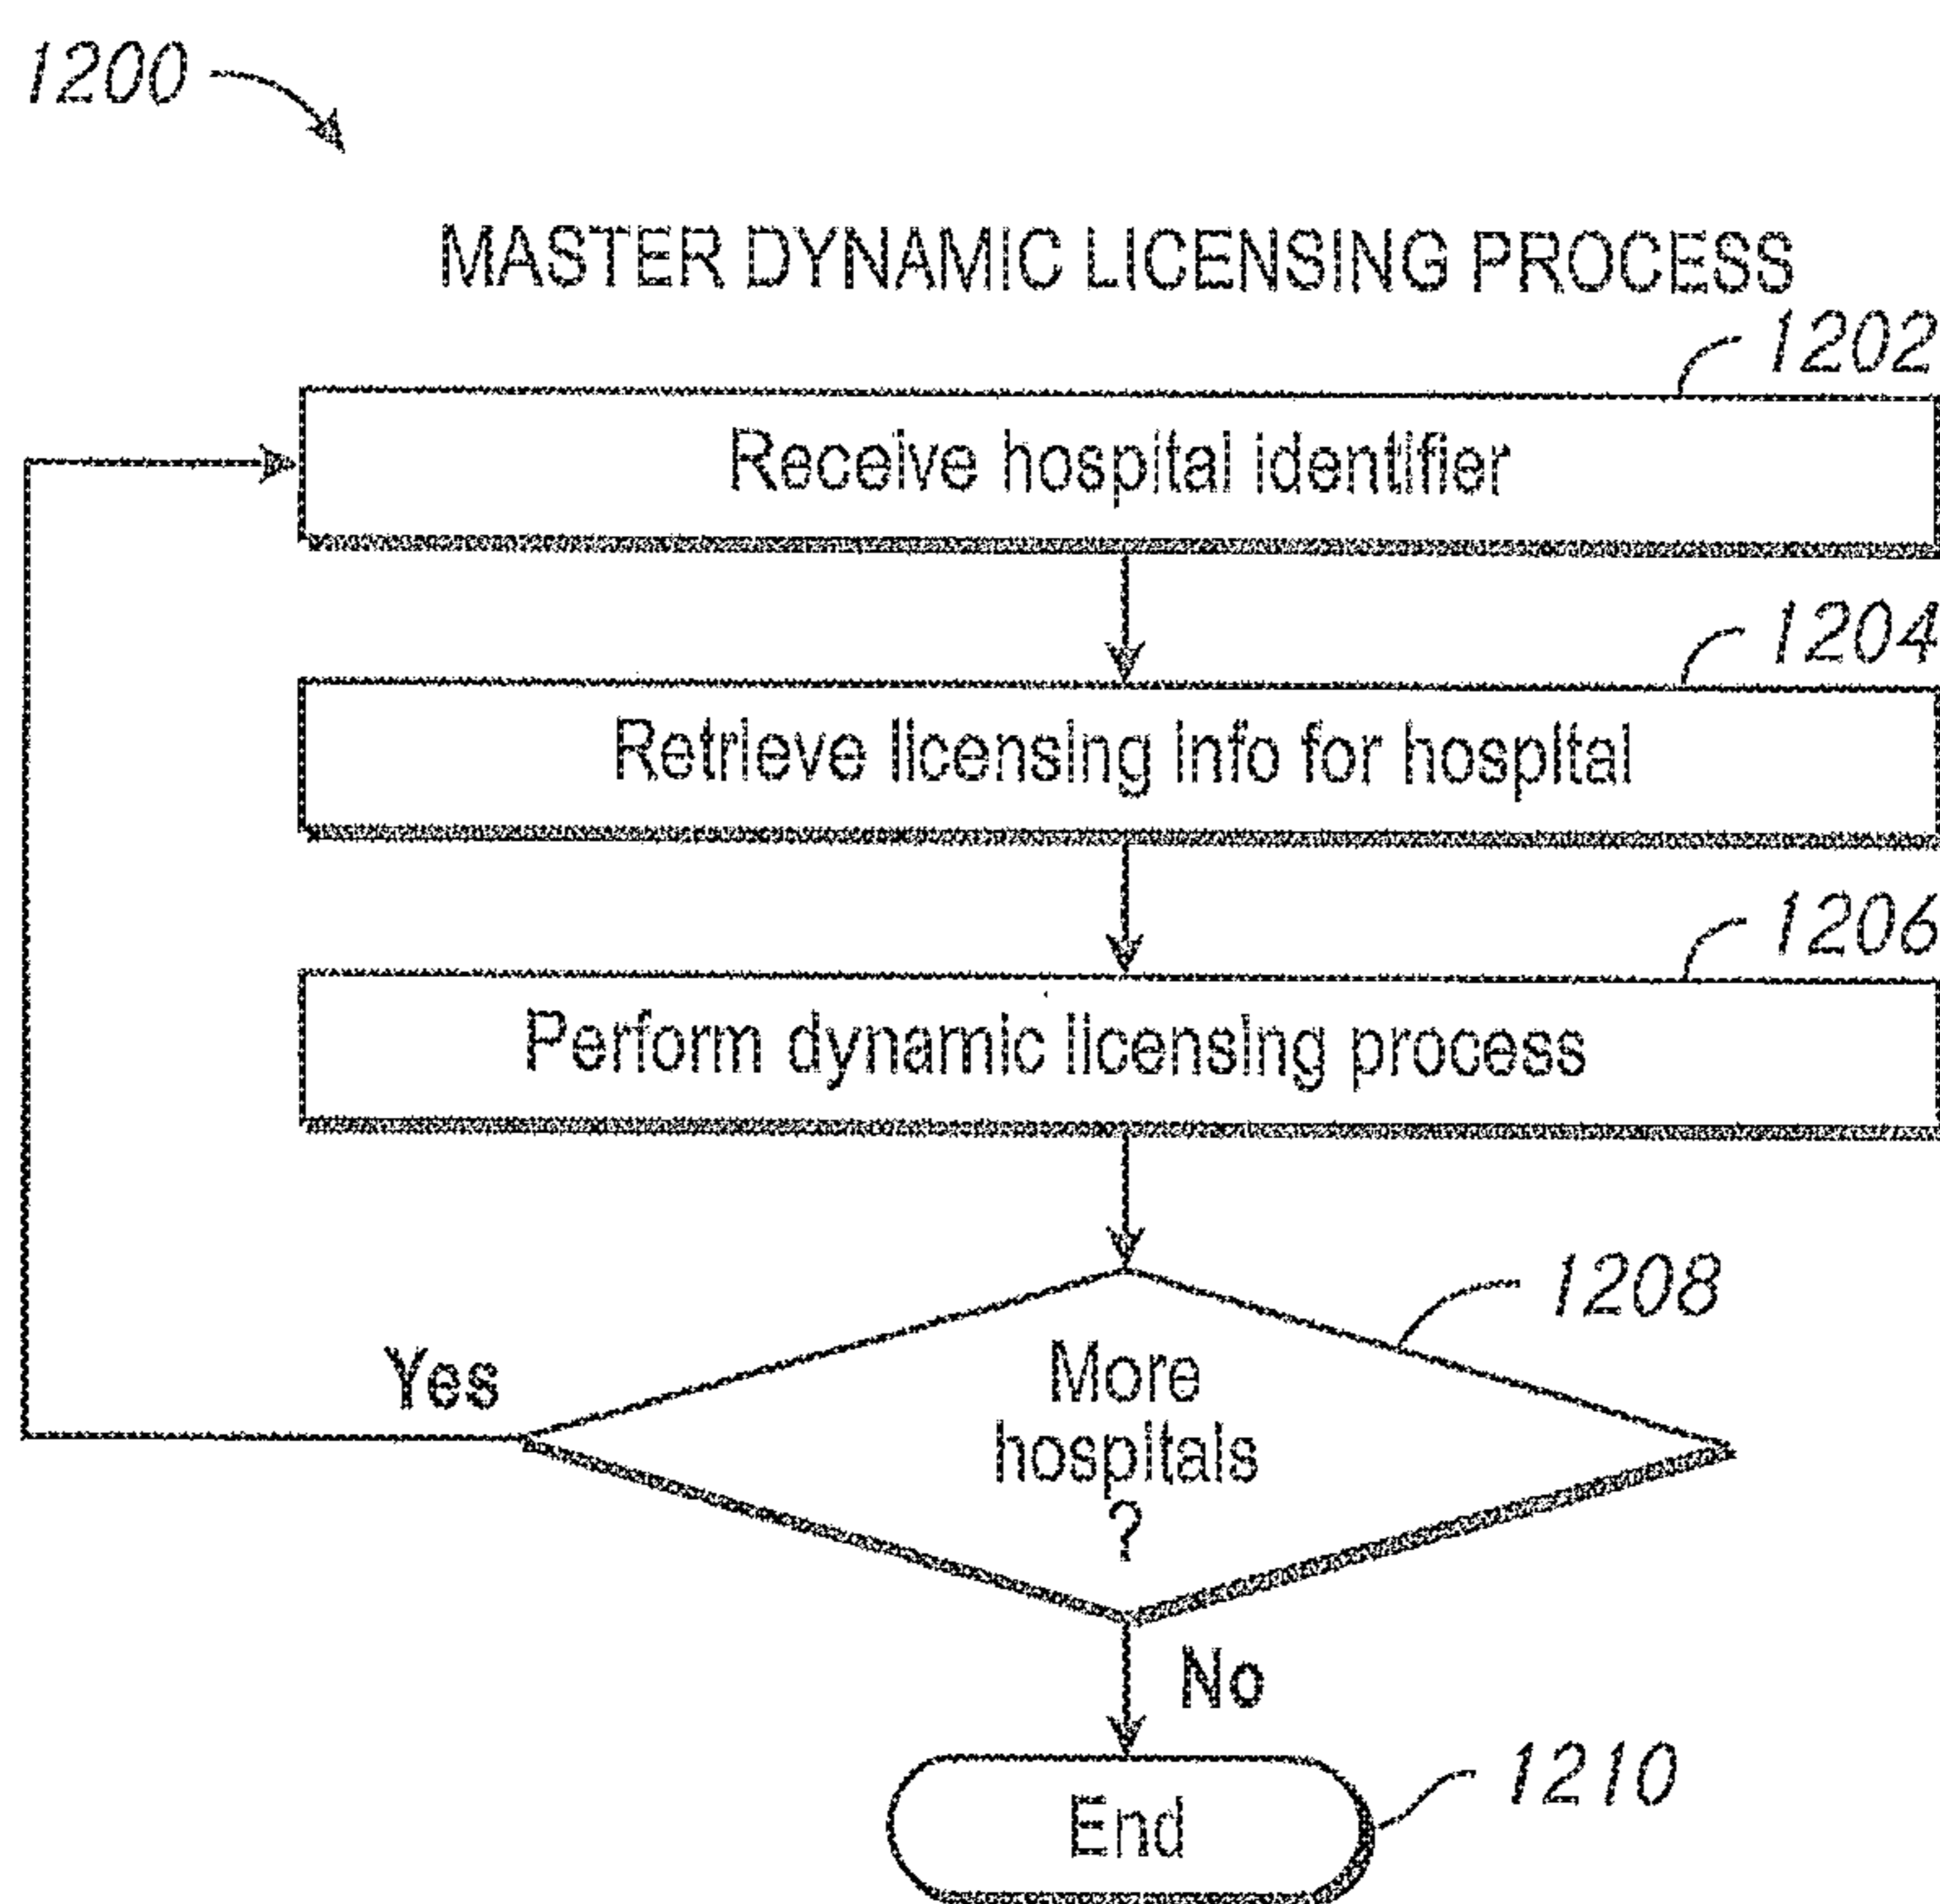 1200
MASTER DYNAMIC LICENSING PROCESS
1202
Receive hospital identifier
1204
Retrieve licensing info for hospital
1206
Perform dynamic licensing process
1208
Yes
More
hospitals
?
No
1210
End